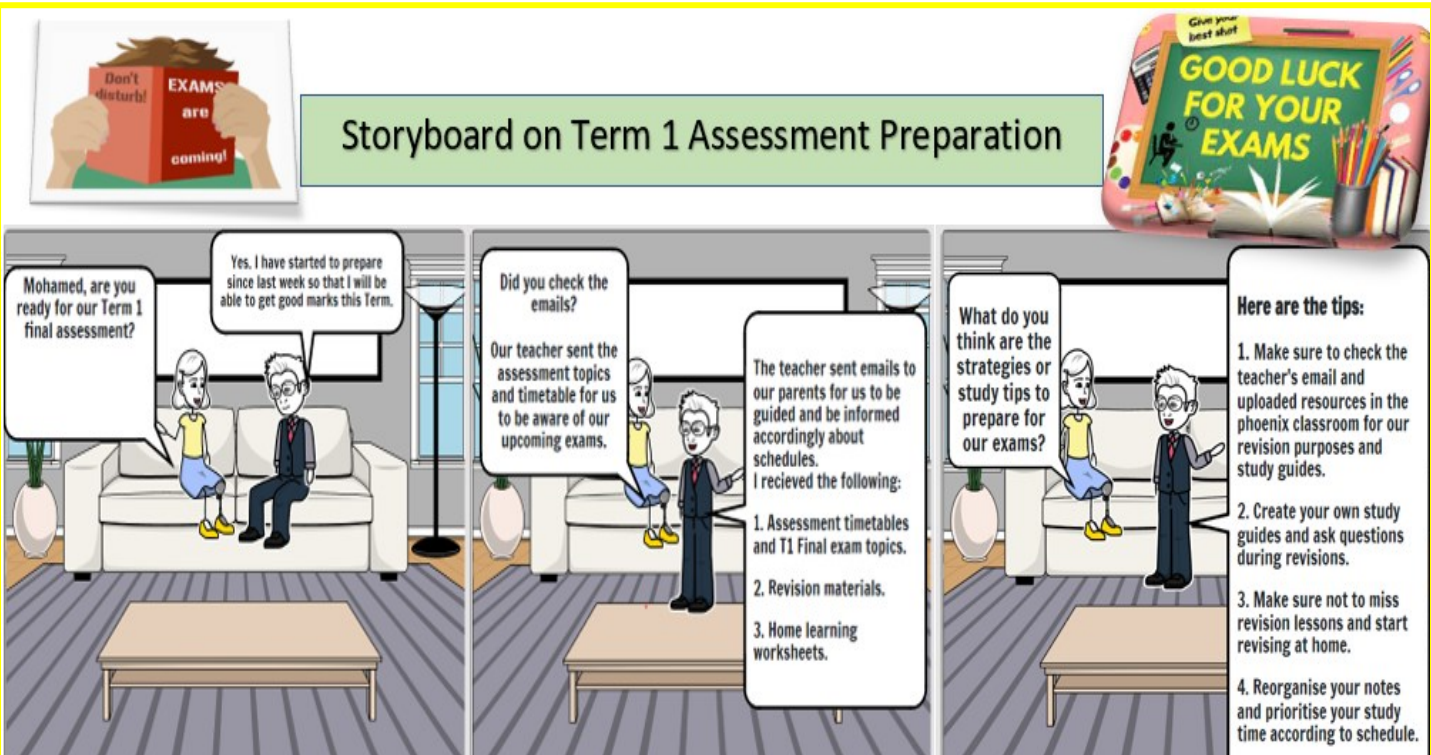 Don't
disturb!
EXAMS
are
coming!
Give your
best shot
GOOD LUCK
FOR YOUR
EXAMS
Storyboard on Term 1 Assessment Preparation
Mohamed, are you
ready for our Term 1
final assessment?
Yes, I have started to prepare
since last week so that I will be
able to get good marks this Term.
Did you check the
emails?
Our teacher sent the
assessment topics
and timetable for us
to be aware of our
upcoming exams.
The teacher sent emails to
our parents for us to be
guided and be informed
accordingly about
schedules.
I recieved the following:
1. Assessment timetables
and T1 Final exam topics.
2. Revision materials.
3. Home learning
worksheets.
What do you
think are the
strategies or
study tips to
prepare for
our exams?
Here are the tips:
1. Make sure to check the
teacher's email and
uploaded resources in the
phoenix classroom for our
revision purposes and
study guides.
2. Create your own study
guides and ask questions
during revisions.
3. Make sure not to miss
revision lessons and start
revising at home.
4. Reorganise your notes
and prioritise your study
time according to schedule.